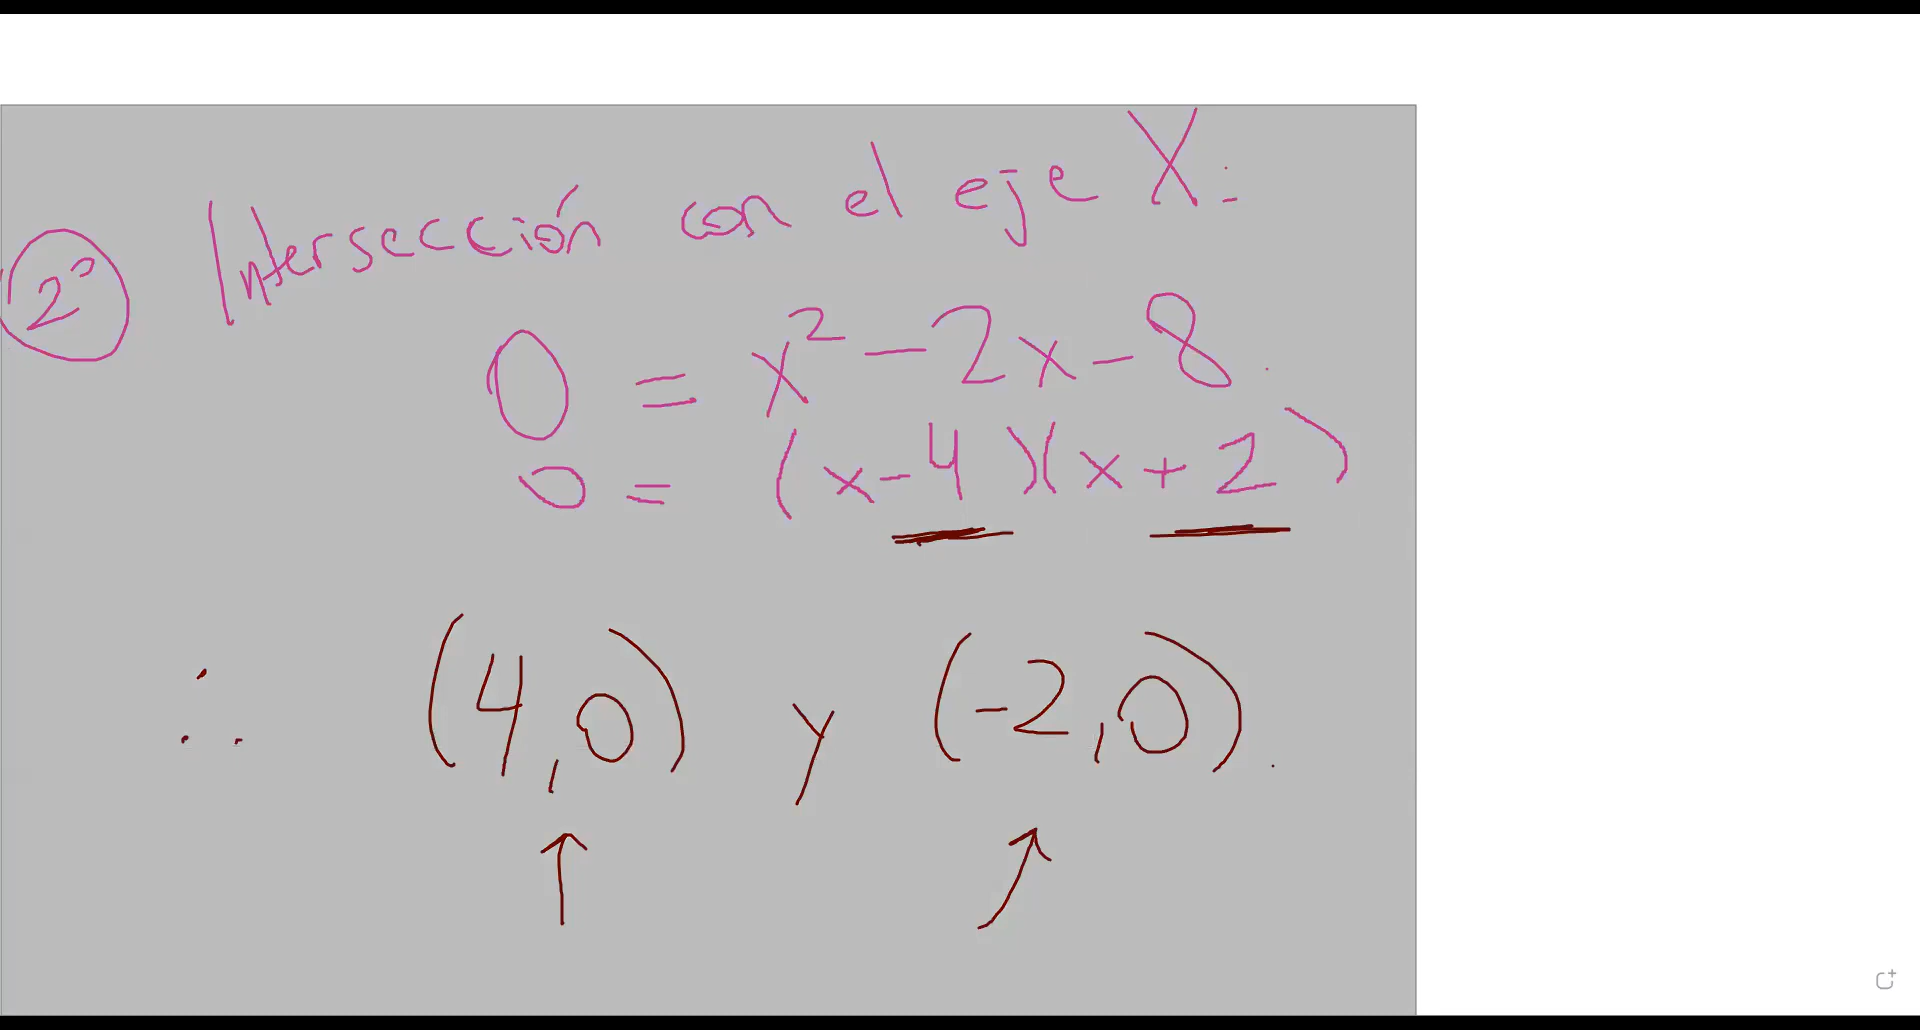 2° Intersección con el eje X:
0 = x² - 2x - 8
0 = (x - 4)(x + 2)
∴ (4, 0) y (-2, 0).